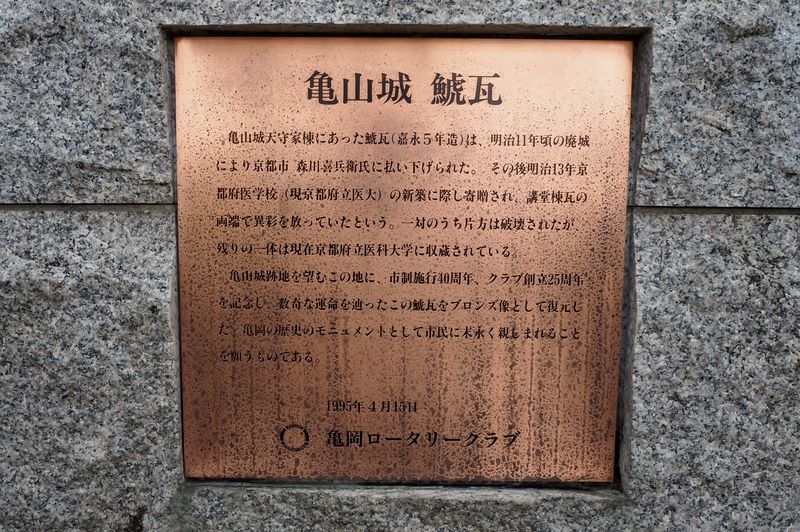 亀山城 鯱瓦
亀山城天守家棟にあった鯱瓦(嘉永5年造)は、明治11年頃の廃城
により京都市 森川喜兵衛氏に払い下げられた。その後明治13年京
都府医学校(現京都府立医大)の新築に際し寄贈され、講堂棟瓦の
両端で異彩を放っていたという。一対のうち片方は破壊されたが、
残りの一体は現在京都府立医科大学に収蔵されている。
亀山城跡地を望むこの地に、市制施行40周年、クラブ創立25周年
を記念し、数奇な運命を辿ったこの鯱瓦をブロンズ像として復元し
た。亀岡の歴史のモニュメントとして市民に末永く親しまれること
を願うものである。
1995年4月15日
亀岡ロータリークラブ